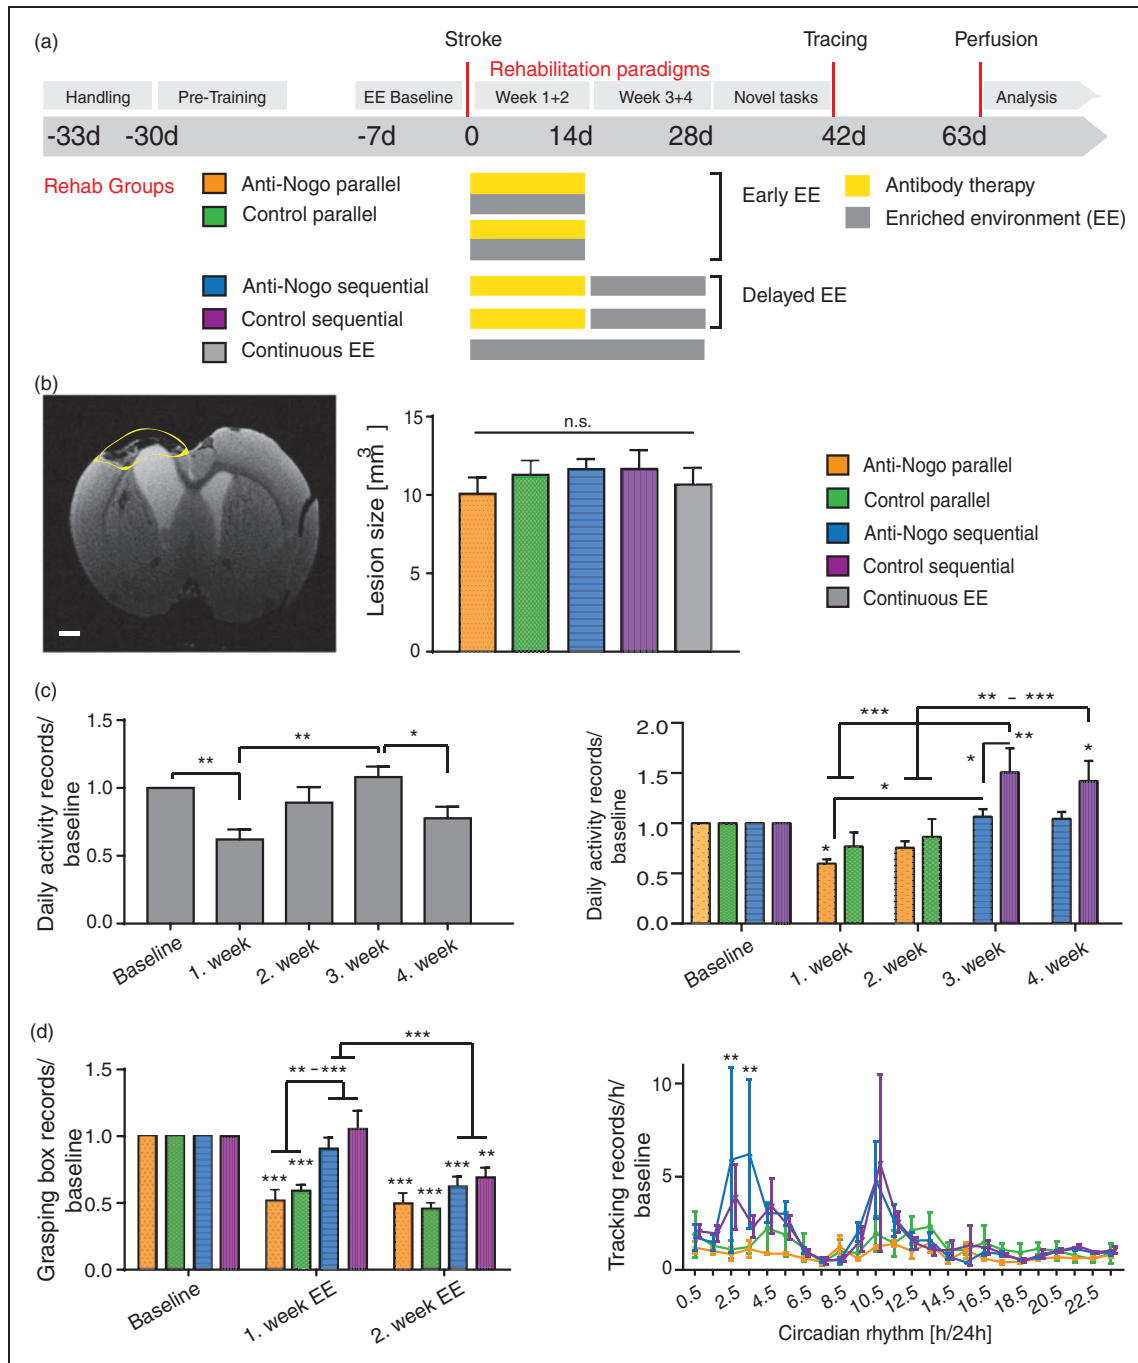 (a)
Stroke Tracing Perfusion
Rehabilitation paradigms
Handling Pre-Training EE Baseline Week 1+2 Week 3+4 Novel tasks Analysis
-33d -30d -7d 0 14d 28d 42d 63d
Rehab Groups
Anti-Nogo parallel
Control parallel
Early EE
Antibody therapy
Enriched environment (EE)
Anti-Nogo sequential
Control sequential
Continuous EE
Delayed EE
(b)
Lesion size [mm3]
15
10
5
0
n.s.
Anti-Nogo parallel
Control parallel
Anti-Nogo sequential
Control sequential
Continuous EE
(c)
Daily activity records/
baseline
1.5
1.0
0.5
0.0
** ** *
Baseline 1. week 2. week 3. week 4. week
Daily activity records/
baseline
2.0
1.5
1.0
0.5
0.0
** - ***
***
* ** *
*
*
Baseline 1. week 2. week 3. week 4. week
(d)
Grasping box records/
baseline
1.5
1.0
0.5
0.0
***
** - ***
*** *** *** *** *** **
Baseline 1. week EE 2. week EE
Tracking records/h/
baseline
10
5
0
** **
0.5 2.5 4.5 6.5 8.5 10.5 12.5 14.5 16.5 18.5 20.5 22.5
Circadian rhythm [h/24h]